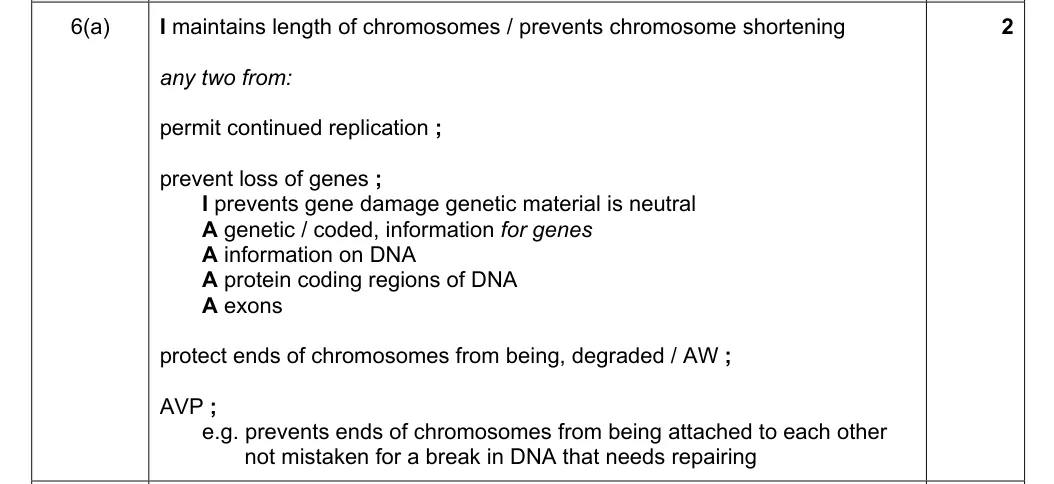 6(a) I maintains length of chromosomes / prevents chromosome shortening 2
any two from:
permit continued replication ;
prevent loss of genes ;
I prevents gene damage genetic material is neutral
A genetic / coded, information for genes
A information on DNA
A protein coding regions of DNA
A exons
protect ends of chromosomes from being, degraded / AW ;
AVP ;
e.g. prevents ends of chromosomes from being attached to each other
not mistaken for a break in DNA that needs repairing